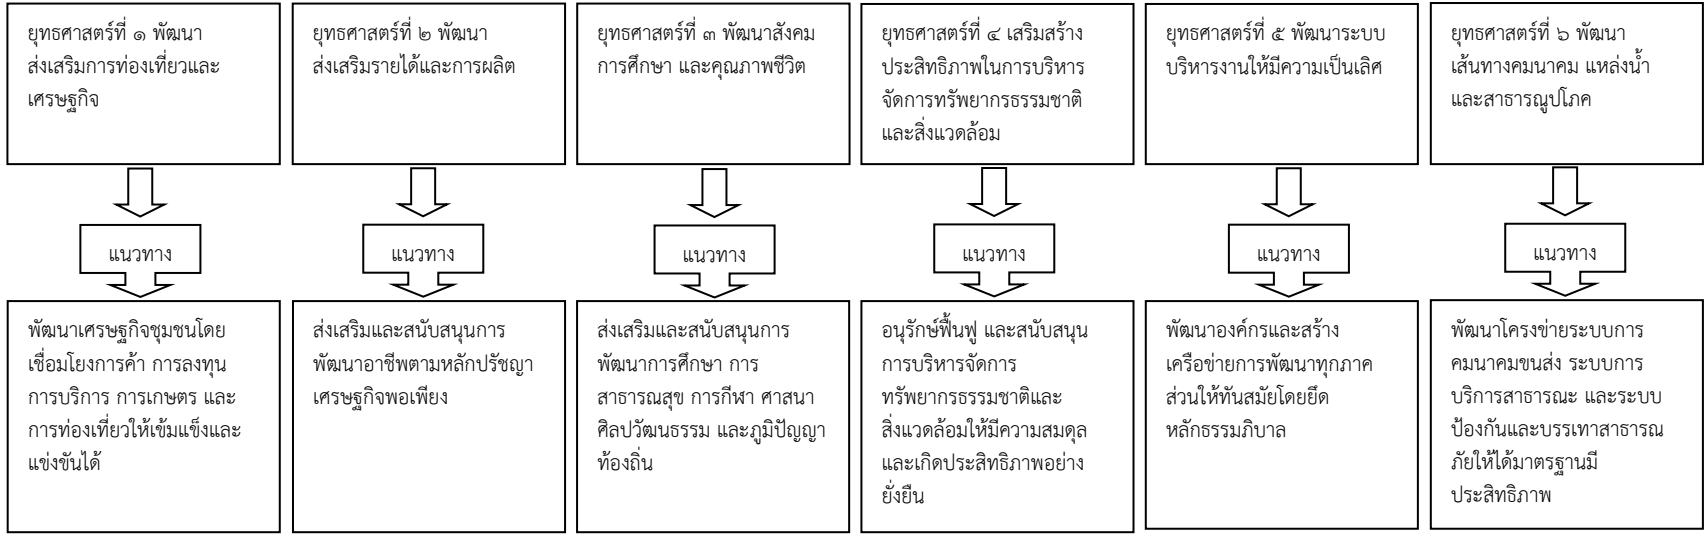 ยุทธศาสตร์ที่ ๑ พัฒนา
ส่งเสริมการท่องเที่ยวและ
เศรษฐกิจ
ยุทธศาสตร์ที่ ๒ พัฒนา
ส่งเสริมรายได้และการผลิต
ยุทธศาสตร์ที่ ๓ พัฒนาสังคม
การศึกษา และคุณภาพชีวิต
ยุทธศาสตร์ที่ ๔ เสริมสร้าง
ประสิทธิภาพในการบริหาร
จัดการทรัพยากรธรรมชาติ
และสิ่งแวดล้อม
ยุทธศาสตร์ที่ ๕ พัฒนาระบบ
บริหารงานให้มีความเป็นเลิศ
ยุทธศาสตร์ที่ ๖ พัฒนา
เส้นทางคมนาคม แหล่งน้ำ
และสาธารณูปโภค
แนวทาง
แนวทาง
แนวทาง
แนวทาง
แนวทาง
แนวทาง
พัฒนาเศรษฐกิจชุมชนโดย
เชื่อมโยงการค้า การลงทุน
การบริการ การเกษตร และ
การท่องเที่ยวให้เข้มแข็งและ
แข่งขันได้
ส่งเสริมและสนับสนุนการ
พัฒนาอาชีพตามหลักปรัชญา
เศรษฐกิจพอเพียง
ส่งเสริมและสนับสนุนการ
พัฒนาการศึกษา การ
สาธารณสุข การกีฬา ศาสนา
ศิลปวัฒนธรรม และภูมิปัญญา
ท้องถิ่น
อนุรักษ์ฟื้นฟู และสนับสนุน
การบริหารจัดการ
ทรัพยากรธรรมชาติและ
สิ่งแวดล้อมให้มีความสมดุล
และเกิดประสิทธิภาพอย่าง
ยั่งยืน
พัฒนาองค์กรและสร้าง
เครือข่ายการพัฒนาทุกภาค
ส่วนให้ทันสมัยโดยยึด
หลักธรรมภิบาล
พัฒนาโครงข่ายระบบการ
คมนาคมขนส่ง ระบบการ
บริการสาธารณะ และระบบ
ป้องกันและบรรเทาสาธารณ
ภัยให้ได้มาตรฐานมี
ประสิทธิภาพ